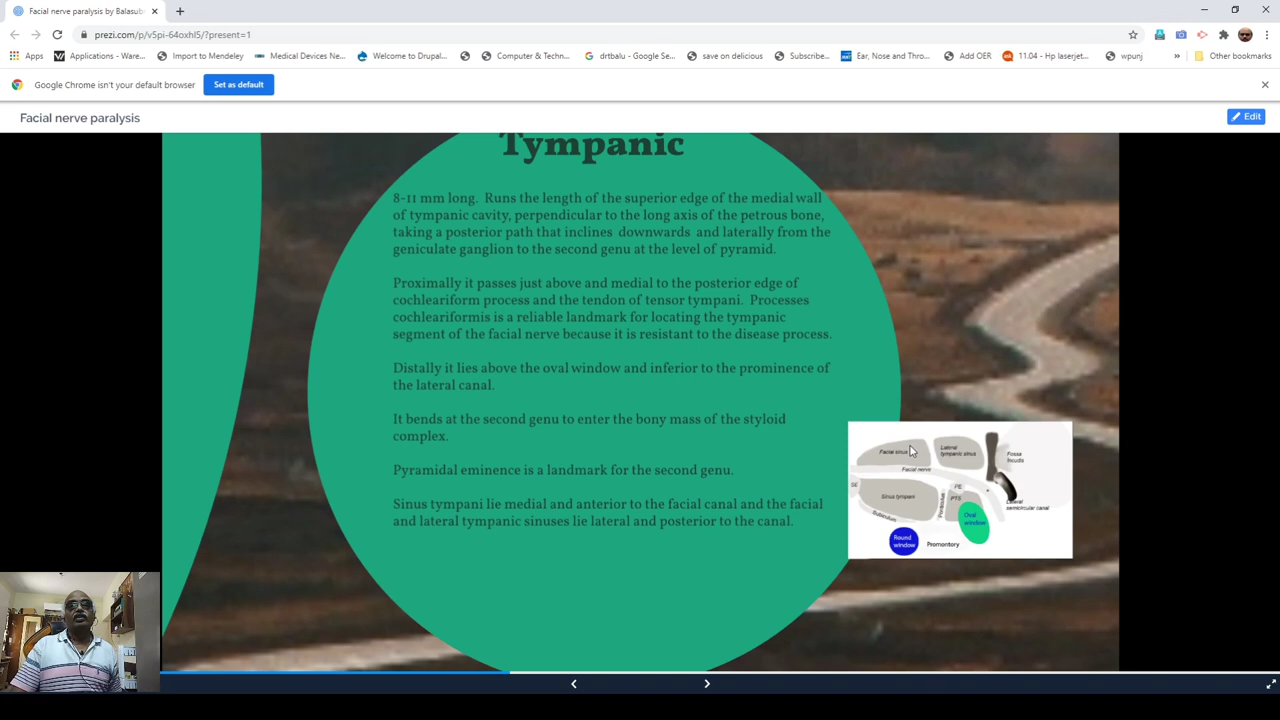 Facial nerve paralysis by Balasub
prezi.com/p/v5pi-64oxhl5/?present=1
Apps
Applications - Ware...
Import to Mendeley
Medical Devices Ne...
Welcome to Drupal...
Computer & Techn...
drtbalu - Google Se...
save on delicious
Subscribe...
Ear, Nose and Thro...
Add OER
11.04 - Hp laserjet...
wpunj
Other bookmarks
Google Chrome isn't your default browser
Set as default
Facial nerve paralysis
Edit
Tympanic
8-11 mm long. Runs the length of the superior edge of the medial wall
of tympanic cavity, perpendicular to the long axis of the petrous bone,
taking a posterior path that inclines downwards and laterally from the
geniculate ganglion to the second genu at the level of pyramid.
Proximally it passes just above and medial to the posterior edge of
cochleariform process and the tendon of tensor tympani. Processes
cochleariformis is a reliable landmark for locating the tympanic
segment of the facial nerve because it is resistant to the disease process.
Distally it lies above the oval window and inferior to the prominence of
the lateral canal.
It bends at the second genu to enter the bony mass of the styloid
complex.
Pyramidal eminence is a landmark for the second genu.
Sinus tympani lie medial and anterior to the facial canal and the facial
and lateral tympanic sinuses lie lateral and posterior to the canal.
Facial sinus
Lateral
tympanic sinus
Fossa
Incudis
Facial nerve
SE
Sinus tympani
PE
PTS
Ponticulus
Lateral
semicircular canal
Subiculum
Oval
window
Round
window
Promontory